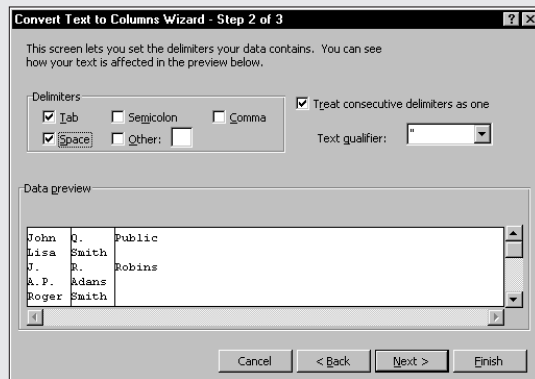 Convert Text to Columns Wizard - Step 2 of 3
This screen lets you set the delimiters your data contains. You can see
how your text is affected in the preview below.
Delimiters
Tab Semicolon Comma
Space Other:
Treat consecutive delimiters as one
Text qualifier: "
Data preview
John Q. Public
Lisa Smith
J. R. Robins
A.P. Adans
Roger Smith
Cancel < Back Next > Finish